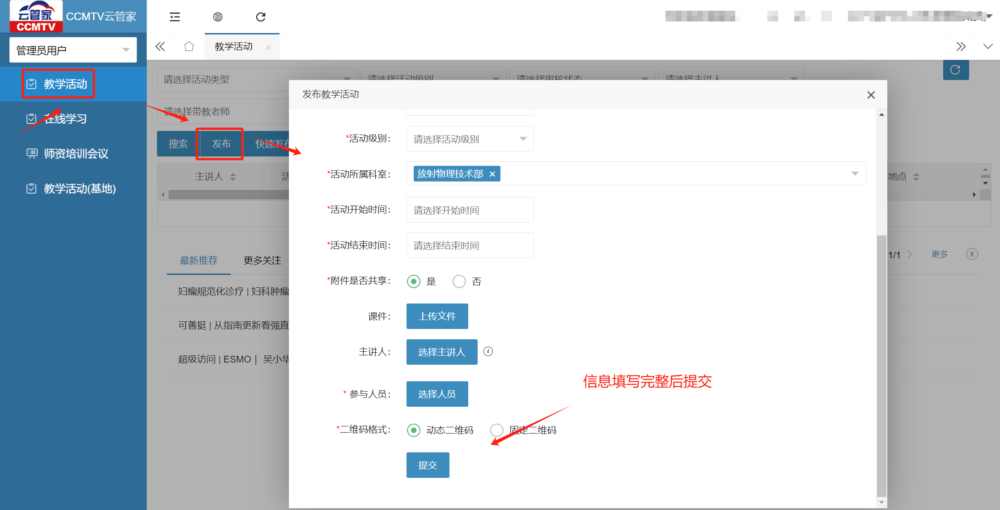 云管家
CCMTV
CCMTV云管家
管理员用户
教学活动
在线学习
师资培训会议
教学活动(基地)
教学活动
请选择活动类型
请选择活动级别
请选择审核状态
请选择主讲人
请选择带教老师
搜索
发布
快速发布
主讲人
活
地点
最新推荐
更多关注
1/1
更多
妇瘤规范化诊疗 | 妇科肿瘤
可善挺 | 从指南更新看强直
超级访问 | ESMO | 吴小华
发布教学活动
*活动级别:
请选择活动级别
*活动所属科室:
放射物理技术部
*活动开始时间:
请选择开始时间
*活动结束时间:
请选择结束时间
*附件是否共享:
是
否
课件:
上传文件
主讲人:
选择主讲人
* 参与人员:
选择人员
*二维码格式:
动态二维码
固定二维码
提交
信息填写完整后提交